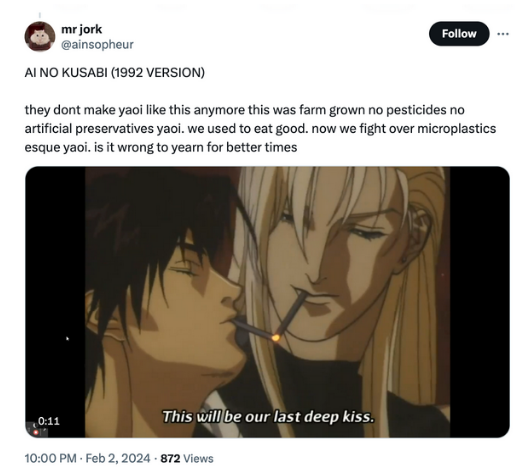 mr jork
@ainsopheur
Follow
AI NO KUSABI (1992 VERSION)
they dont make yaoi like this anymore this was farm grown no pesticides no
artificial preservatives yaoi. we used to eat good. now we fight over microplastics
esque yaoi. is it wrong to yearn for better times
This will be our last deep kiss.
0:11
10:00 PM · Feb 2, 2024 · 872 Views